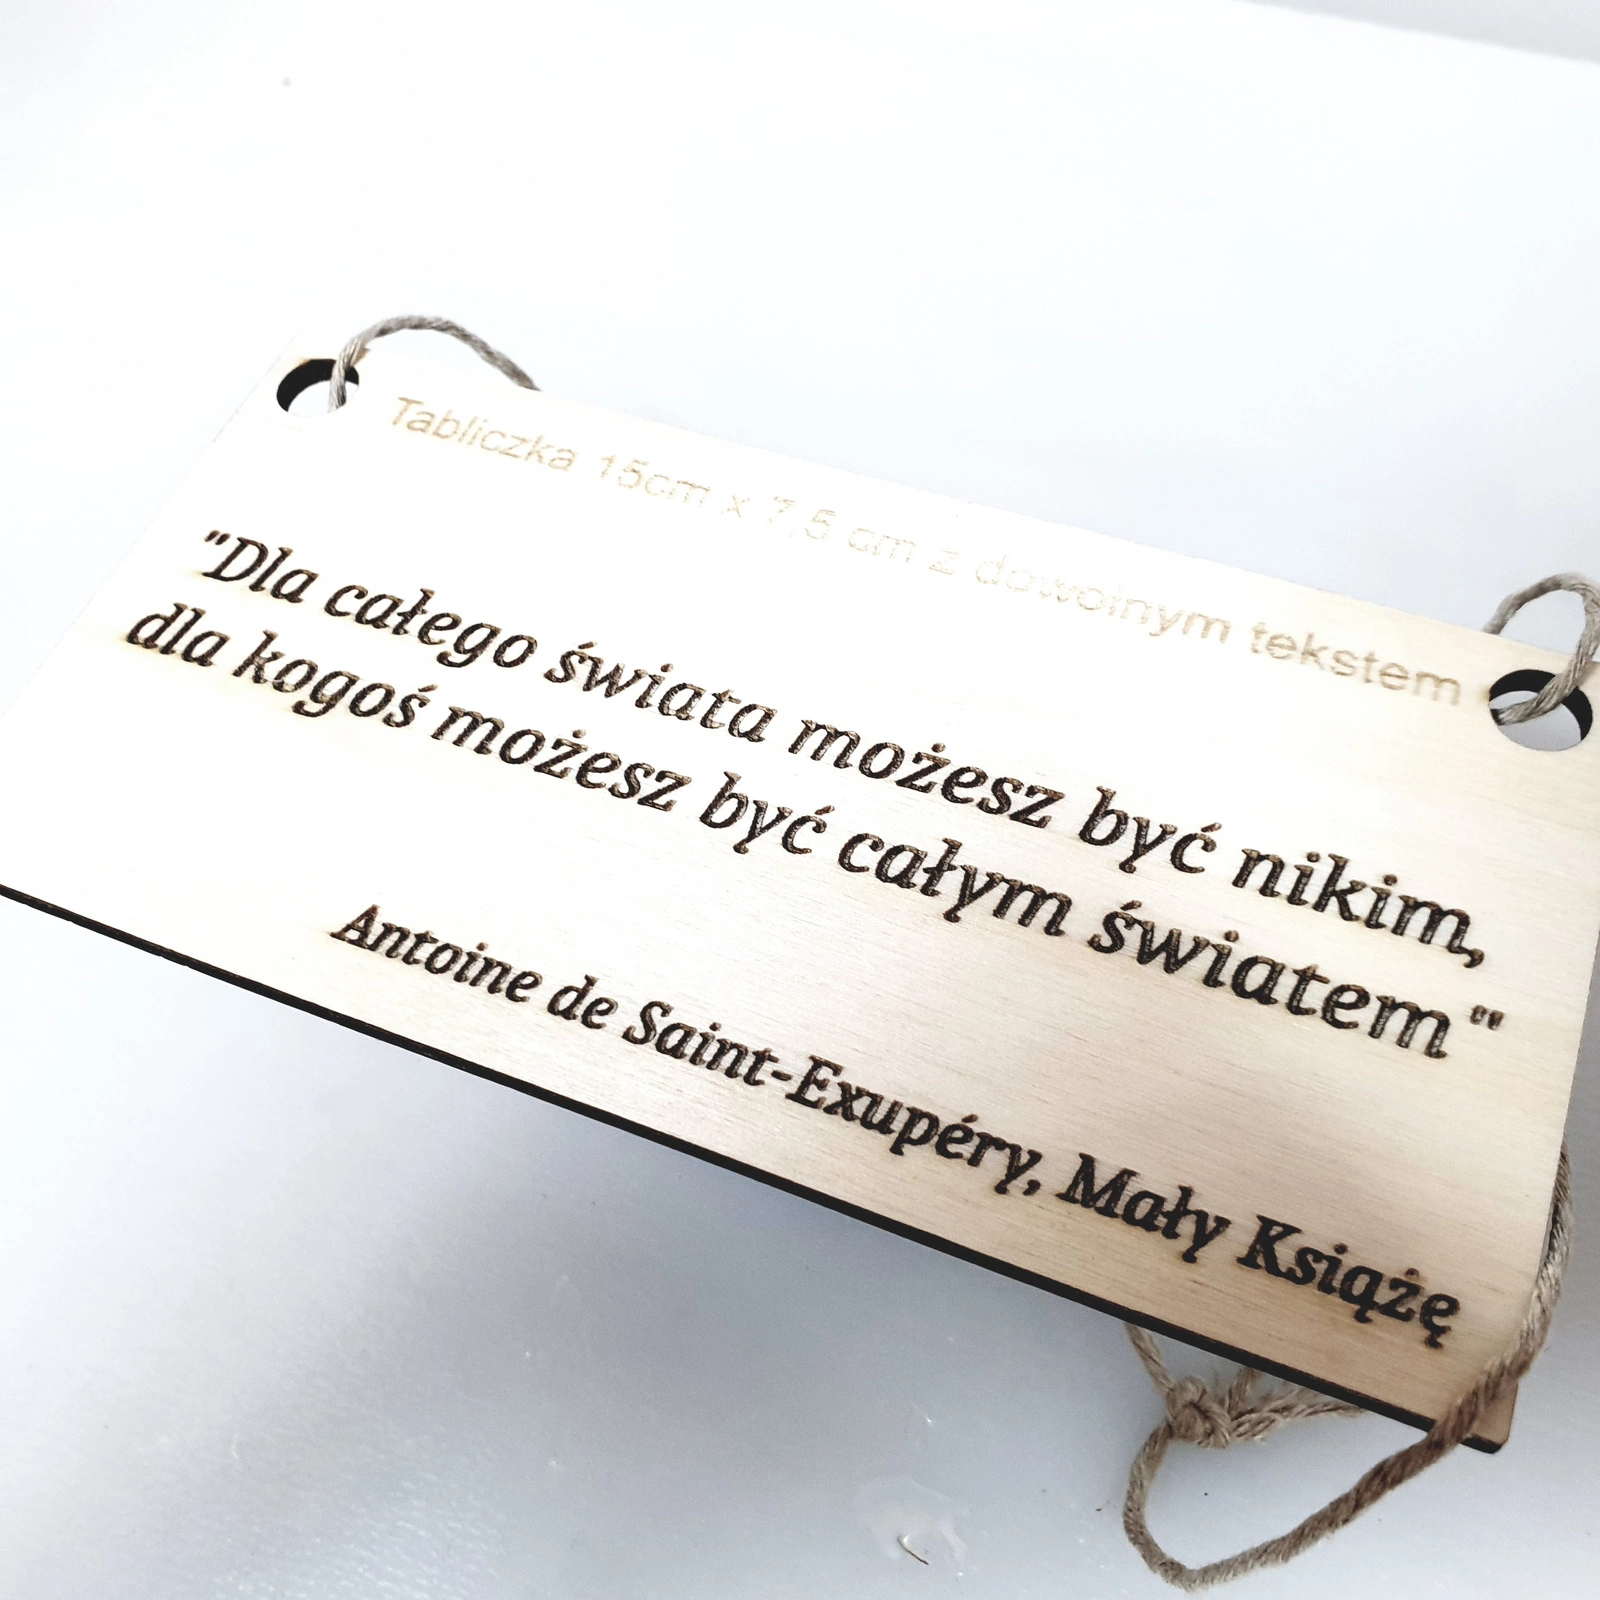 Tabliczka 15cm x 7,5 cm z dowolnym tekstem
"Dla całego świata możesz być nikim,
dla kogoś możesz być całym światem"
Antoine de Saint-Exupéry, Mały Książę